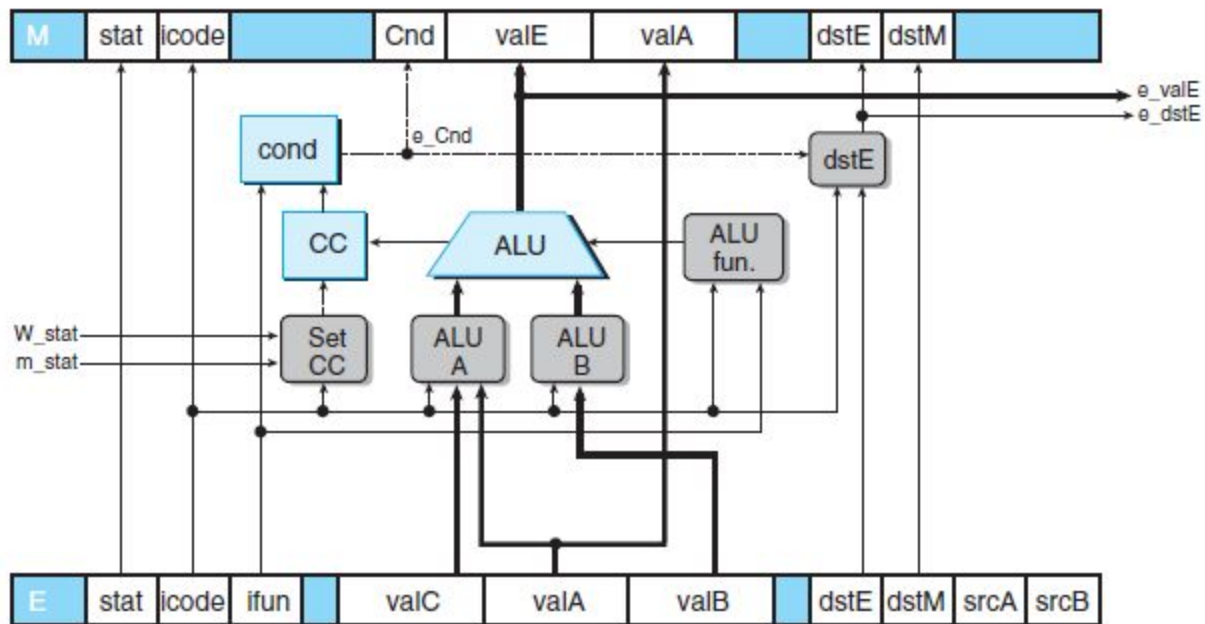 M stat icode Cnd valE valA dstE dstM
e_valE
e_dstE
e_Cnd
cond
dstE
CC
ALU
ALU
fun.
W_stat
m_stat
Set
CC
ALU
A
ALU
B
E stat icode ifun valC valA valB dstE dstM srcA srcB